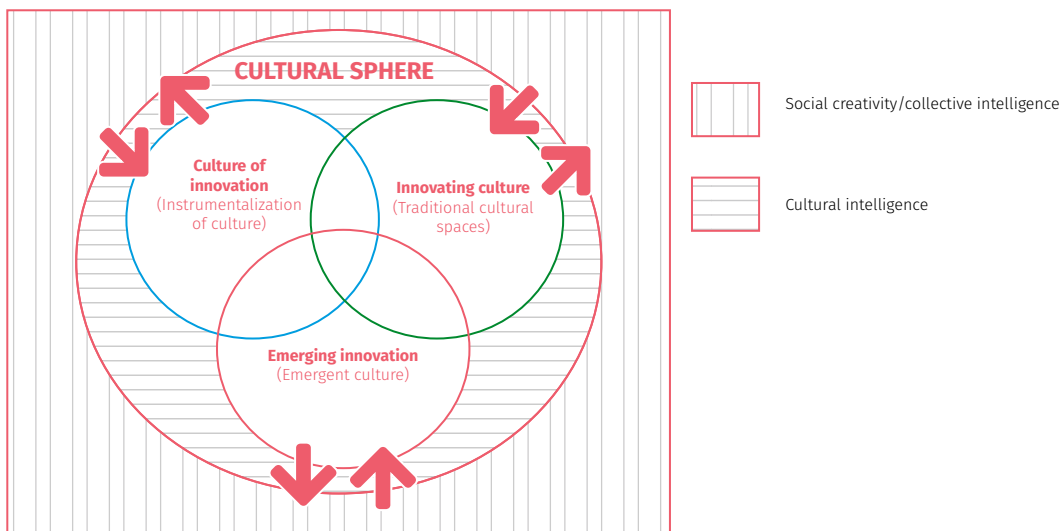 CULTURAL SPHERE
Culture of
innovation
(Instrumentalization
of culture)
Innovating culture
(Traditional cultural
spaces)
Emerging innovation
(Emergent culture)
Social creativity/collective intelligence
Cultural intelligence